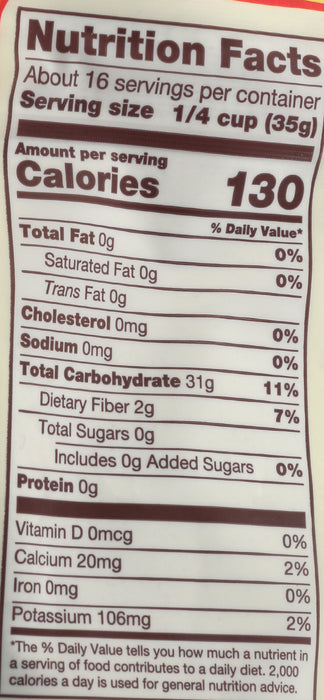 Nutrition Facts
About 16 servings per container
Serving size 1/4 cup (35g)
Amount per serving
Calories 130
% Daily Value*
Total Fat 0g 0%
Saturated Fat 0g 0%
Trans Fat 0g
Cholesterol 0mg 0%
Sodium 0mg 0%
Total Carbohydrate 31g 11%
Dietary Fiber 2g 7%
Total Sugars 0g
Includes 0g Added Sugars 0%
Protein 0g
Vitamin D 0mcg 0%
Calcium 20mg 2%
Iron 0mg 0%
Potassium 106mg 2%
*The % Daily Value tells you how much a nutrient in
a serving of food contributes to a daily diet. 2,000
calories a day is used for general nutrition advice.